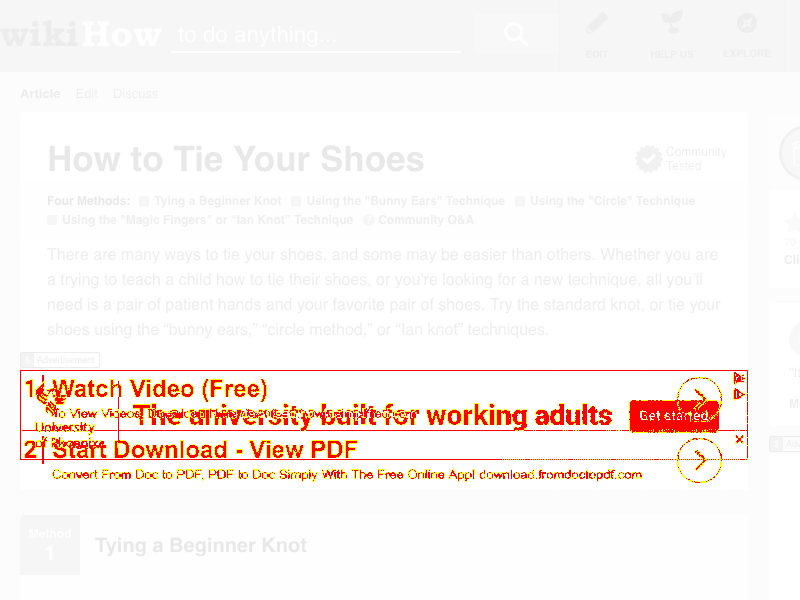 wikiHow to do anything...
EDIT HELP US EXPLORE
Article Edit Discuss
How to Tie Your Shoes
Community
Tested
Four Methods: Tying a Beginner Knot Using the "Bunny Ears" Technique Using the "Circle" Technique
Using the "Magic Fingers" or "Ian Knot" Technique Community Q&A
There are many ways to tie your shoes, and some may be easier than others. Whether you are
a trying to teach a child how to tie their shoes, or you're looking for a new technique, all you'll
need is a pair of patient hands and your favorite pair of shoes. Try the standard knot, or tie your
shoes using the "bunny ears," "circle method," or "Ian knot" techniques.
Advertisement
1 Watch Video (Free)
To View Videos, Download
The university built for working adults
Get started
University
of Phoenix
2 Start Download - View PDF
Convert From Doc to PDF, PDF to Doc Simply With The Free Online App! download.fromdoctopdf.com
Method
1
Tying a Beginner Knot
70
Cli
"It
M
Adv